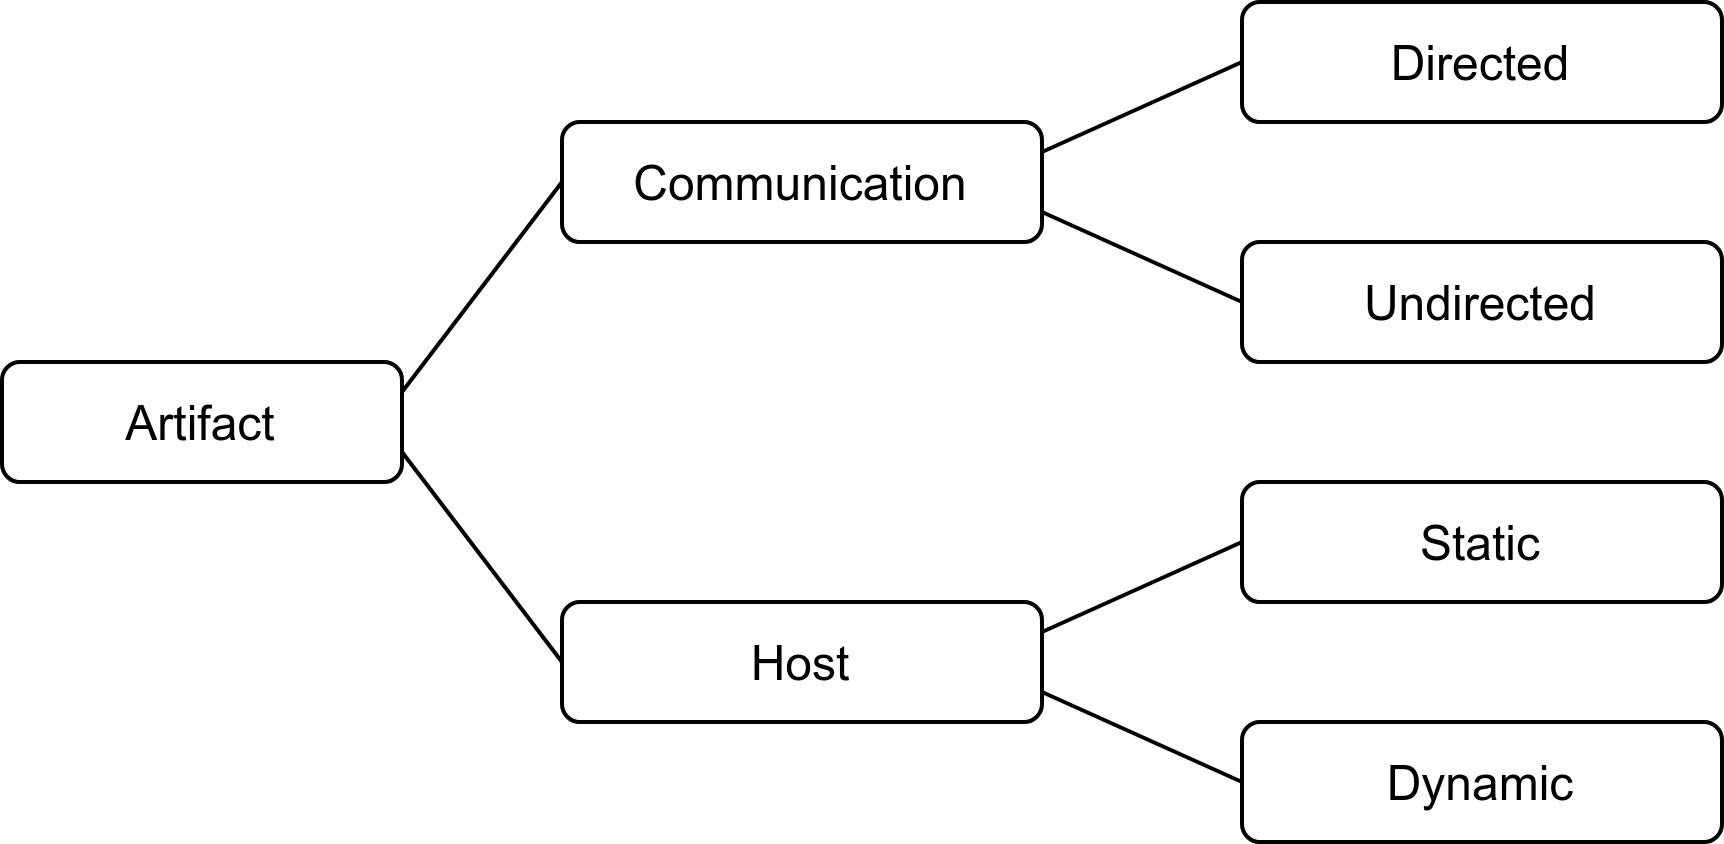 Artifact
Communication
Directed
Undirected
Host
Static
Dynamic